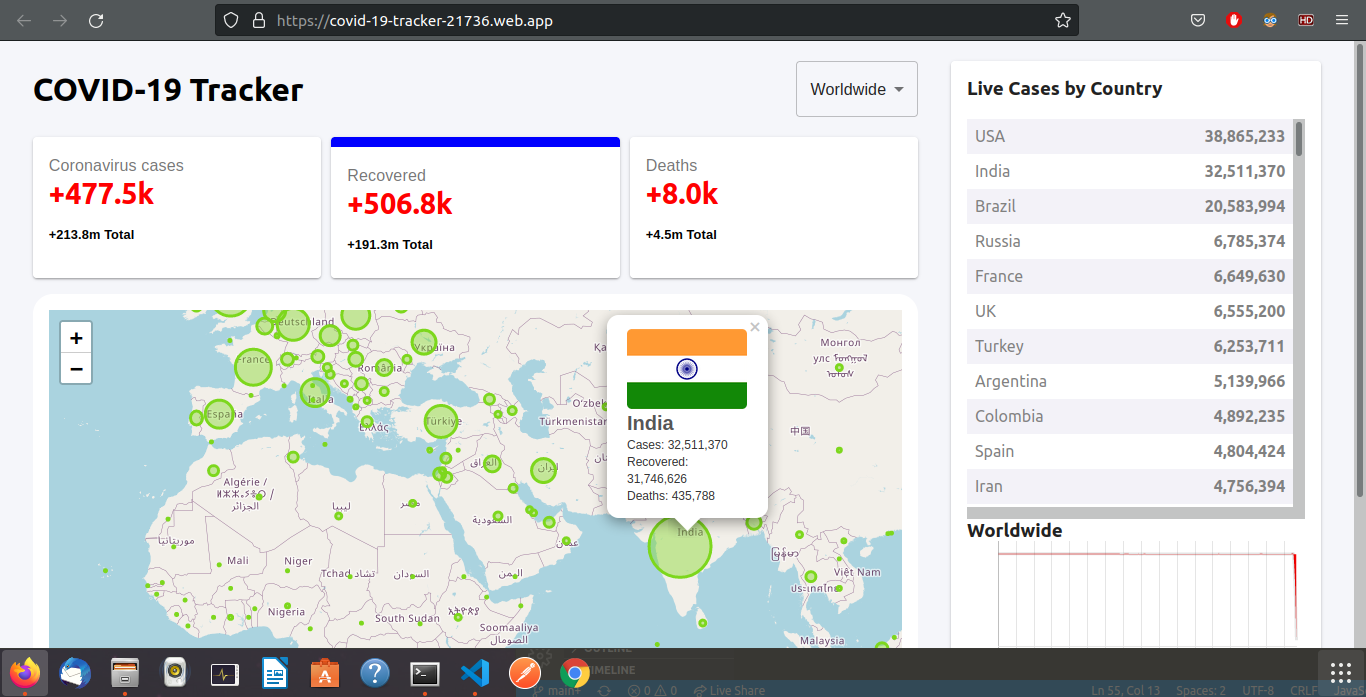 https://covid-19-tracker-21736.web.app
HD
COVID-19 Tracker
Worldwide
Coronavirus cases
+477.5k
+213.8m Total
Recovered
+506.8k
+191.3m Total
Deaths
+8.0k
+4.5m Total
Live Cases by Country
USA 38,865,233
India 32,511,370
Brazil 20,583,994
Russia 6,785,374
France 6,649,630
UK 6,555,200
Turkey 6,253,711
Argentina 5,139,966
Colombia 4,892,235
Spain 4,804,424
Iran 4,756,394
Worldwide
+
−
Deutschland
Україна
France
România
Italia
España
Ελλάς
Türkiye
Oʻzbek
Türkmenistan
Монгол
улс
中国
×
India
Cases: 32,511,370
Recovered:
31,746,626
Deaths: 435,788
العراق
ایران
Algérie /
ⵍⵣⵣⴰⵢⴻⵔ /
الجزائر
ليبيا
مصر
السعودية
عمان
اليمن
موريتانيا
Mali
Niger
Tchad تشاد
السودان
Nigeria
South Sudan
ኢትዮጵያ
Soomaaliya
الصومال
India
မြန်မာ
Việt Nam
ประเทศไทย
Malaysia
OUTLINE
TIMELINE
main+
0
0
Live Share
Ln 55, Col 13
Spaces: 2
UTF-8
CRLF
JavaS